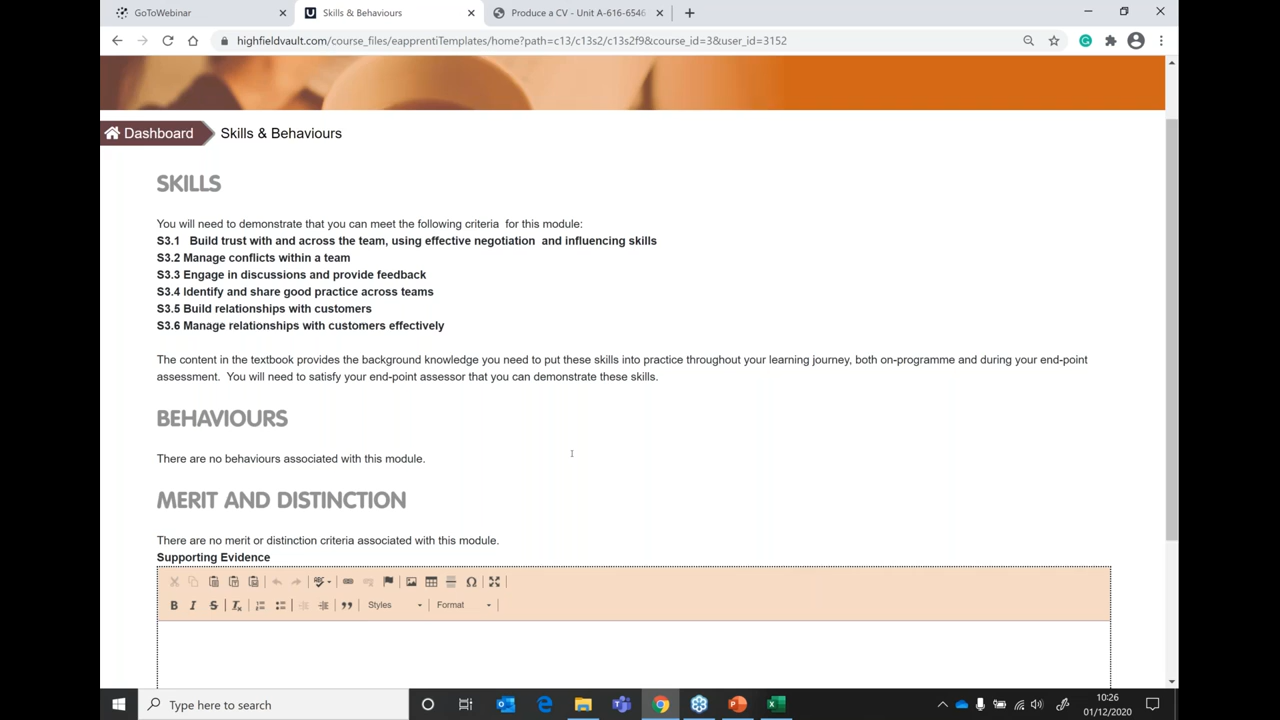 GoToWebinar
Skills & Behaviours
Produce a CV - Unit A-616-6546
highfieldvault.com/course_files/eapprentiTemplates/home?path=c13/c13s2/c13s2f9&course_id=3&user_id=3152
Dashboard
Skills & Behaviours
SKILLS
You will need to demonstrate that you can meet the following criteria for this module:
S3.1 Build trust with and across the team, using effective negotiation and influencing skills
S3.2 Manage conflicts within a team
S3.3 Engage in discussions and provide feedback
S3.4 Identify and share good practice across teams
S3.5 Build relationships with customers
S3.6 Manage relationships with customers effectively
The content in the textbook provides the background knowledge you need to put these skills into practice throughout your learning journey, both on-programme and during your end-point
assessment. You will need to satisfy your end-point assessor that you can demonstrate these skills.
BEHAVIOURS
There are no behaviours associated with this module.
MERIT AND DISTINCTION
There are no merit or distinction criteria associated with this module.
Supporting Evidence
B I S Styles Format
Type here to search
10:26
01/12/2020